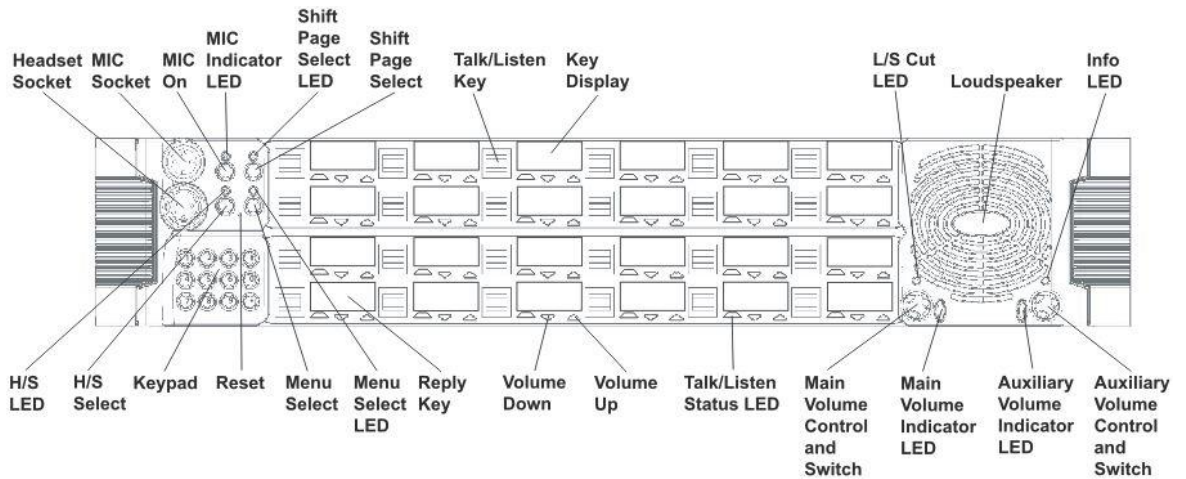 Headset
Socket
MIC
Socket
MIC
On
MIC
Indicator
LED
Shift
Page
Select
LED
Shift
Page
Select
Talk/Listen
Key
Key
Display
L/S Cut
LED
Loudspeaker
Info
LED
H/S
LED
H/S
Select
Keypad
Reset
Menu
Select
Menu
Select
LED
Reply
Key
Volume
Down
Volume
Up
Talk/Listen
Status LED
Main
Volume
Control
and
Switch
Main
Volume
Indicator
LED
Auxiliary
Volume
Indicator
LED
Auxiliary
Volume
Control
and
Switch